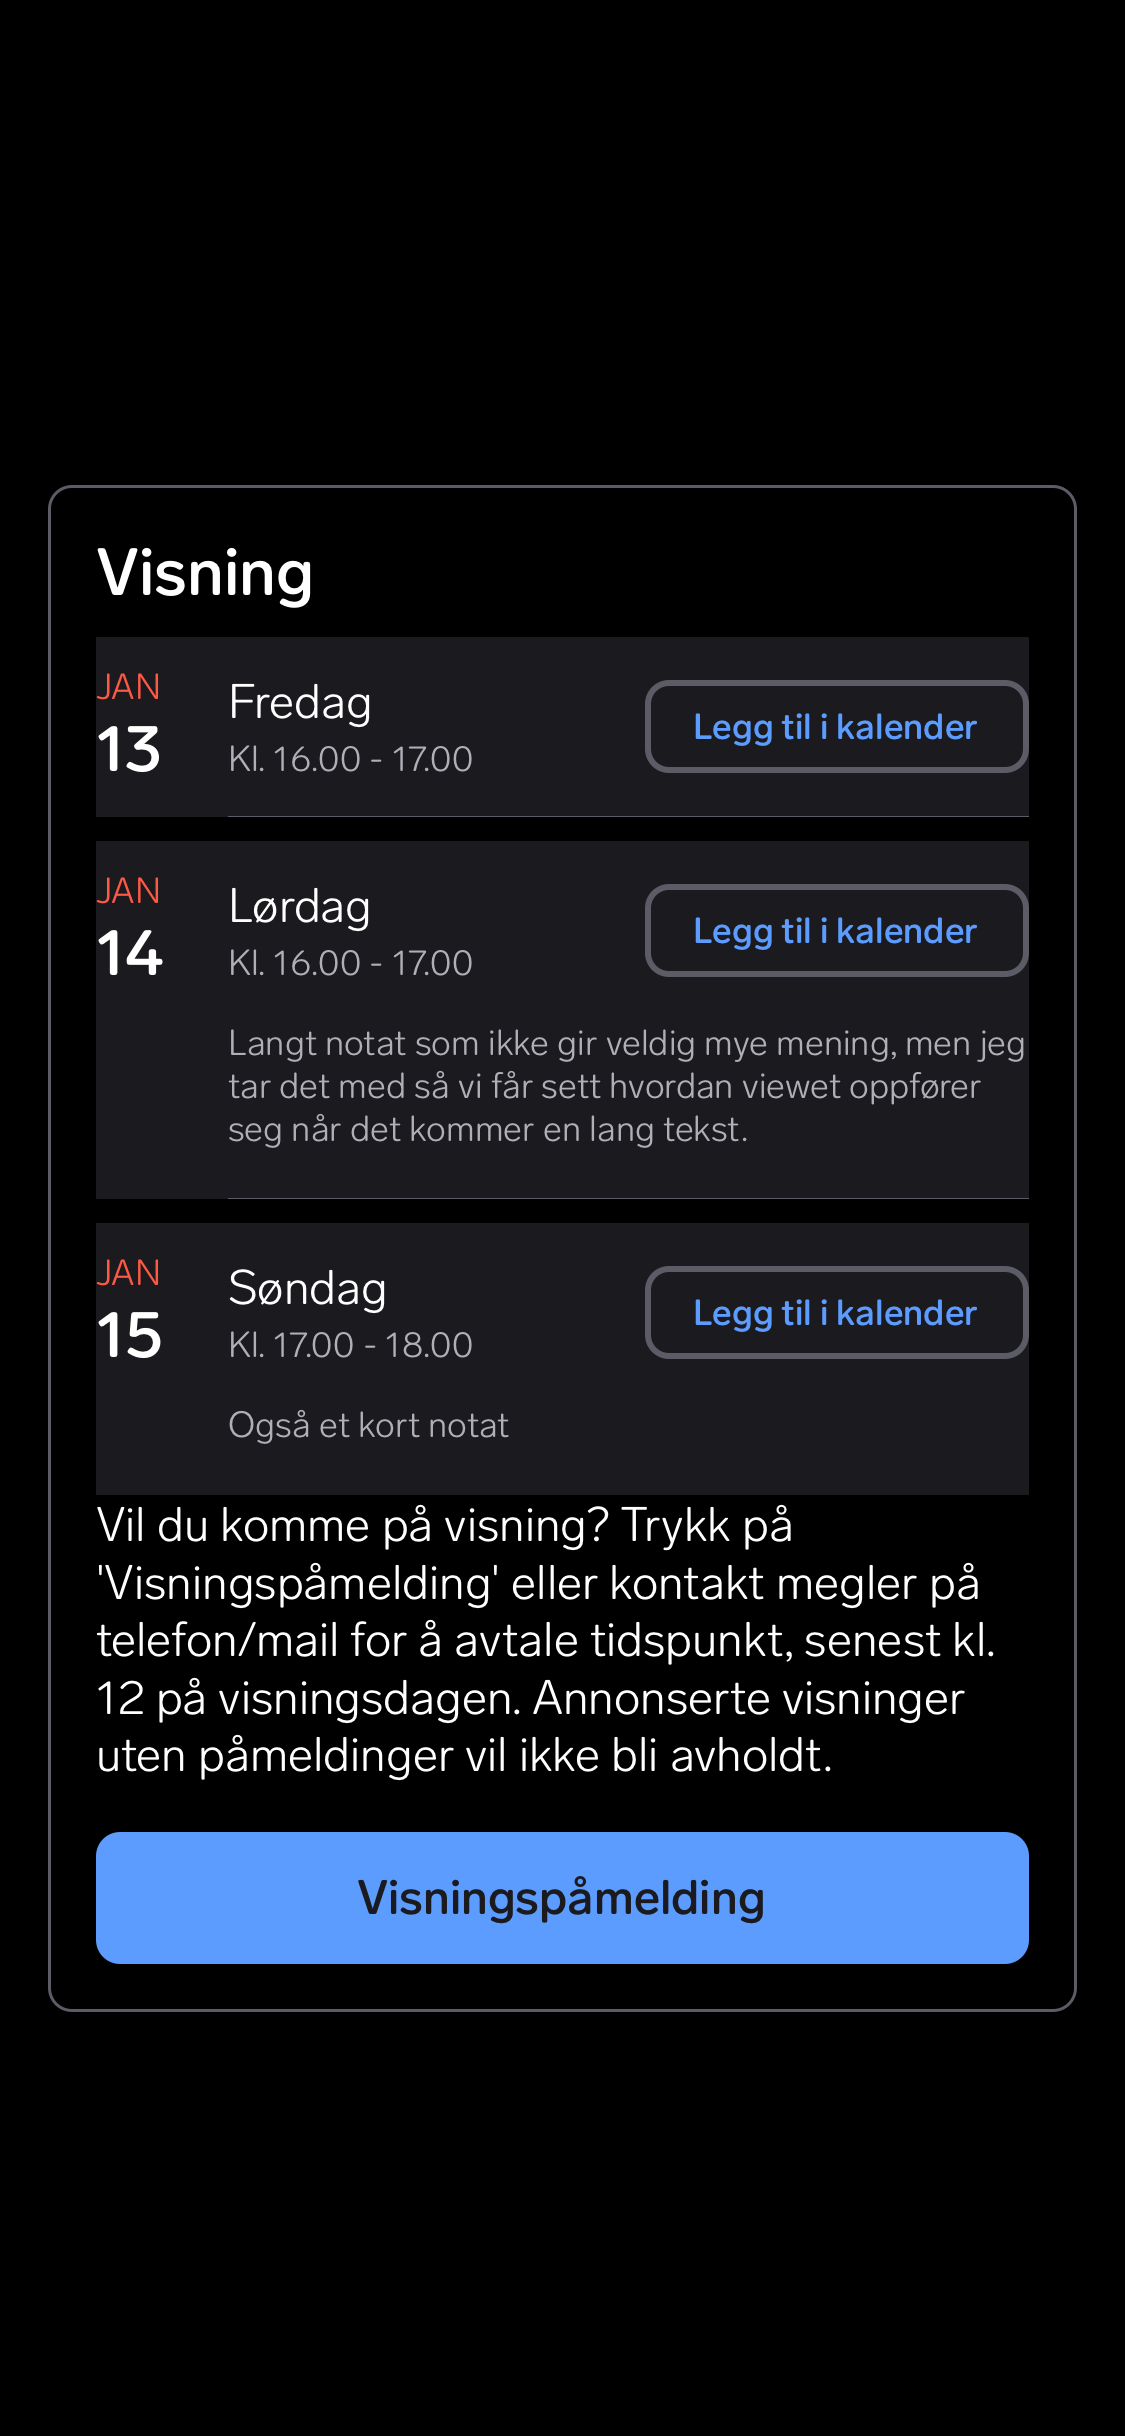 Visning
JAN
13
Fredag
Kl. 16.00 - 17.00
Legg til i kalender
JAN
14
Lørdag
Kl. 16.00 - 17.00
Legg til i kalender
Langt notat som ikke gir veldig mye mening, men jeg
tar det med så vi får sett hvordan viewet oppfører
seg når det kommer en lang tekst.
JAN
15
Søndag
Kl. 17.00 - 18.00
Legg til i kalender
Også et kort notat
Vil du komme på visning? Trykk på
'Visningspåmelding' eller kontakt megler på
telefon/mail for å avtale tidspunkt, senest kl.
12 på visningsdagen. Annonserte visninger
uten påmeldinger vil ikke bli avholdt.
Visningspåmelding